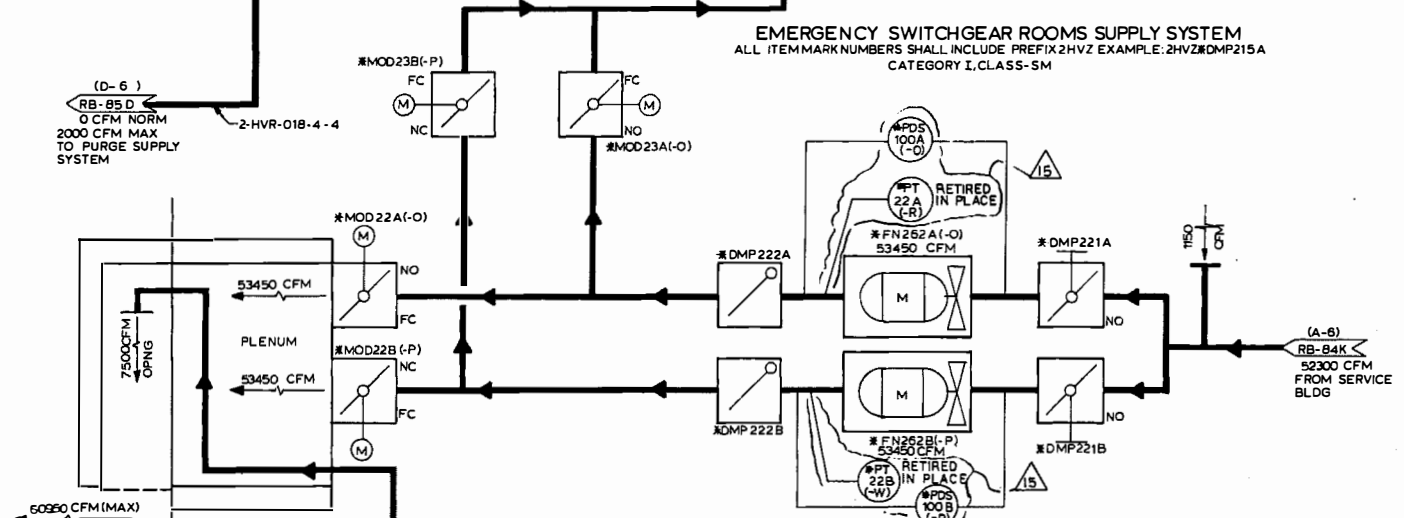 EMERGENCY SWITCHGEAR ROOMS SUPPLY SYSTEM
ALL ITEM MARK NUMBERS SHALL INCLUDE PREFIX 2HVZ EXAMPLE: 2HVZ*DMP215A
CATEGORY I, CLASS-SM
*MOD23B(-P)
FC
M
NC
FC
M
NO
*MOD23A(-O)
(D-6)
RB-85D
0 CFM NORM
2000 CFM MAX
TO PURGE SUPPLY
SYSTEM
2-HVR-018-4-4
*PDS
100A
(-O)
15
*PT
22A
(-R)
RETIRED
IN PLACE
*FN262A(-O)
53450 CFM
M
*MOD22A(-O)
M
NO
FC
*DMP222A
*DMP221A
NO
1150
CFM
53450 CFM
PLENUM
7500CFM
OPNG
53450 CFM
*MOD22B(-P)
NC
FC
M
*DMP222B
M
*FN262B(-P)
53450CFM
NO
*DMP221B
(A-6)
RB-84K
52300 CFM
FROM SERVICE
BLDG
*PT
22B
(-W)
RETIRED
IN PLACE
15
*PDS
100B
60950 CFM(MAX)